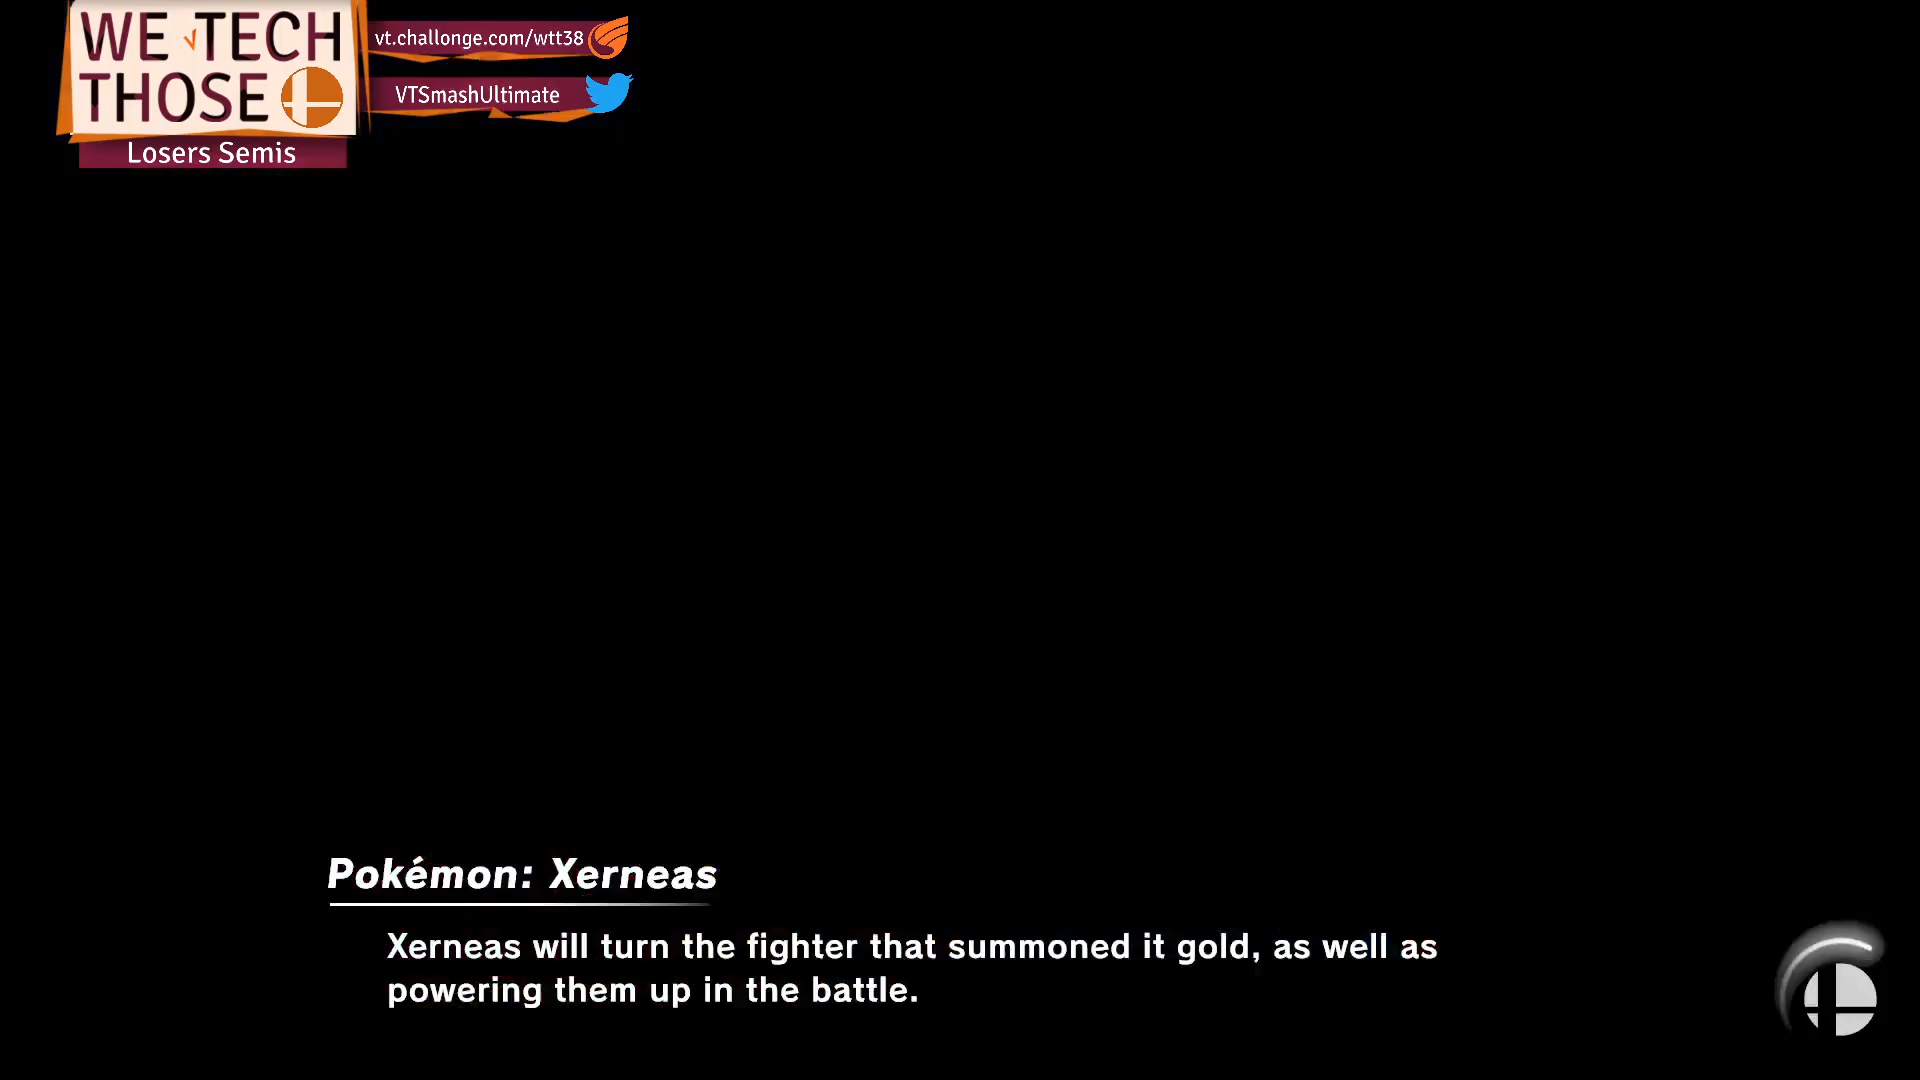 WE TECH
THOSE
vt.challonge.com/wtt38
VTSmashUltimate
Losers Semis
Pokémon: Xerneas
Xerneas will turn the fighter that summoned it gold, as well as
powering them up in the battle.